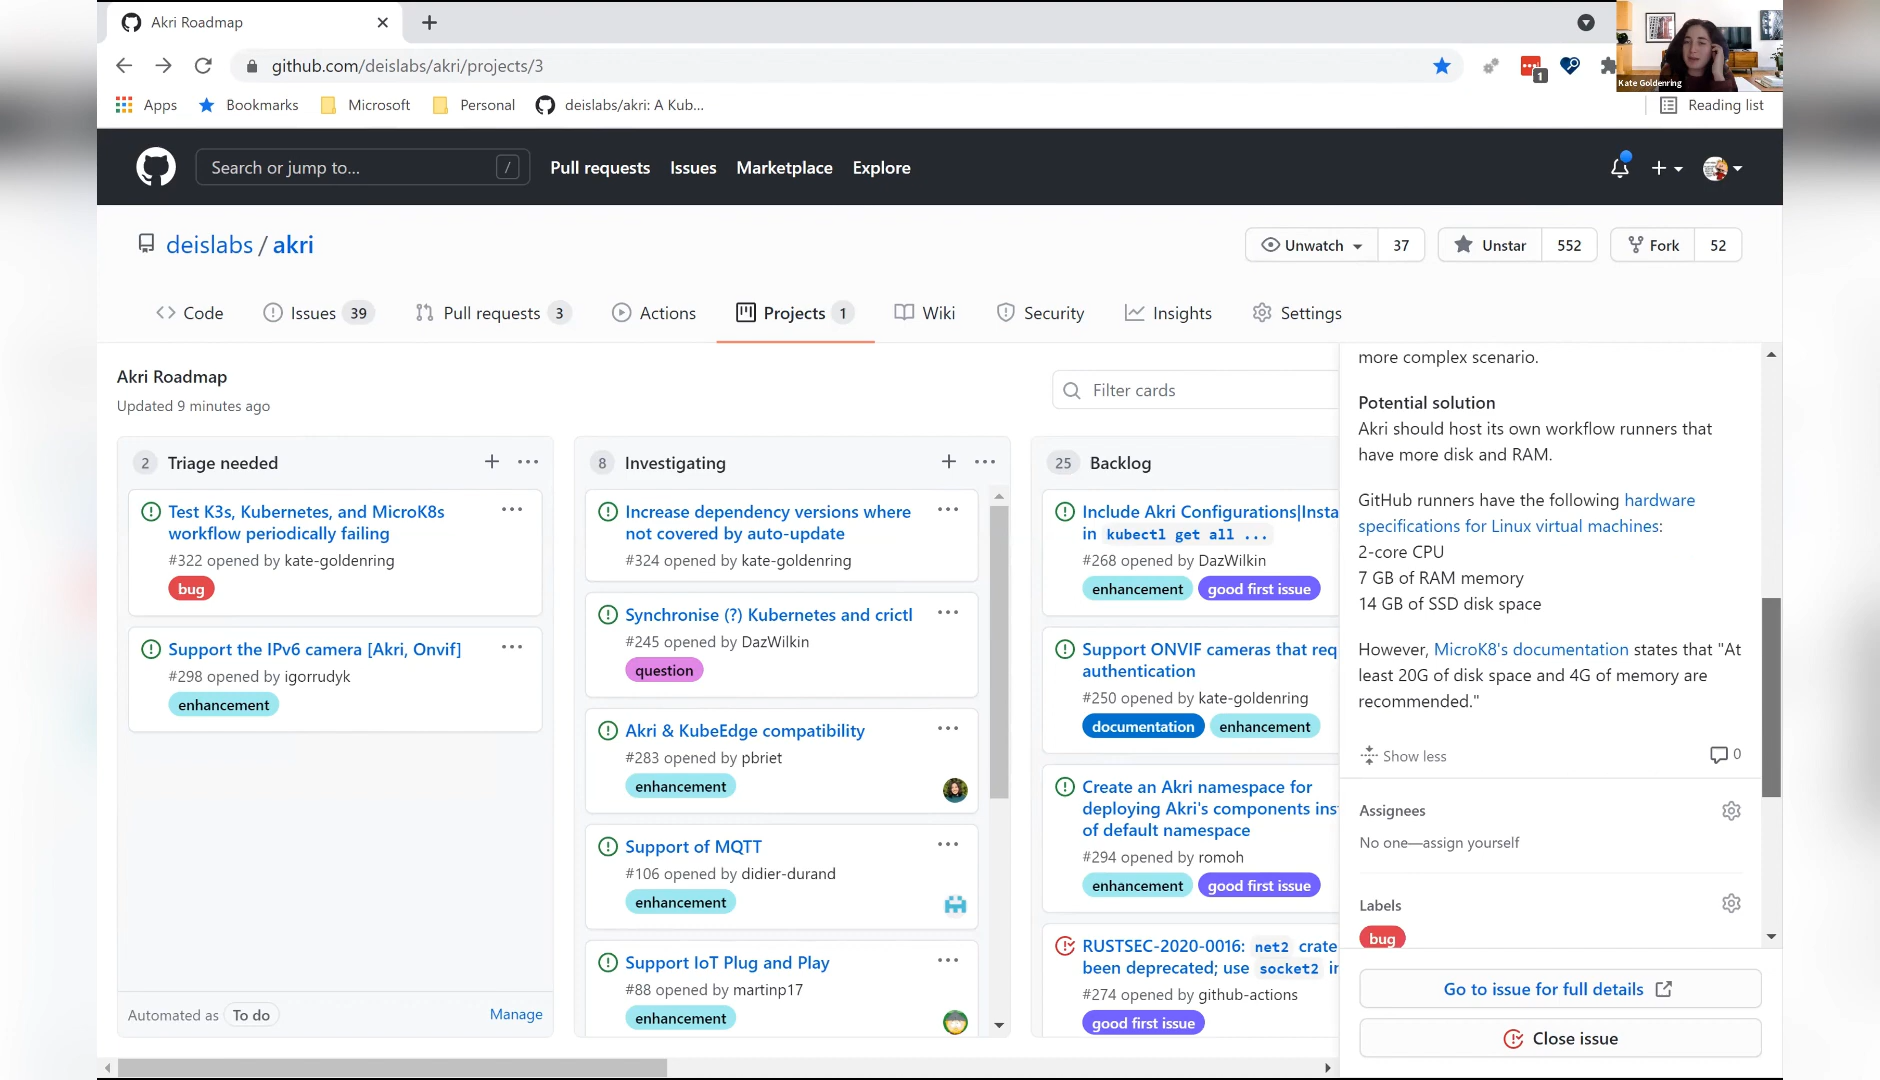 Akri Roadmap
github.com/deislabs/akri/projects/3
1
Kate Goldenring
Apps
Bookmarks
Microsoft
Personal
deislabs/akri: A Kub...
Reading list
Search or jump to...
/
Pull requests
Issues
Marketplace
Explore
deislabs / akri
Unwatch
37
Unstar
552
Fork
52
Code
Issues 39
Pull requests 3
Actions
Projects 1
Wiki
Security
Insights
Settings
Akri Roadmap
Updated 9 minutes ago
Filter cards
2 Triage needed
Test K3s, Kubernetes, and MicroK8s
workflow periodically failing
#322 opened by kate-goldenring
bug
Support the IPv6 camera [Akri, Onvif]
#298 opened by igorrudyk
enhancement
Automated as To do
Manage
8 Investigating
Increase dependency versions where
not covered by auto-update
#324 opened by kate-goldenring
Synchronise (?) Kubernetes and crictl
#245 opened by DazWilkin
question
Akri & KubeEdge compatibility
#283 opened by pbriet
enhancement
Support of MQTT
#106 opened by didier-durand
enhancement
Support IoT Plug and Play
#88 opened by martinp17
enhancement
25 Backlog
Include Akri Configurations|Insta
in kubectl get all ...
#268 opened by DazWilkin
enhancement good first issue
Support ONVIF cameras that req
authentication
#250 opened by kate-goldenring
documentation enhancement
Create an Akri namespace for
deploying Akri's components ins
of default namespace
#294 opened by romoh
enhancement good first issue
RUSTSEC-2020-0016: net2 crate
been deprecated; use socket2 in
#274 opened by github-actions
good first issue
more complex scenario.
Potential solution
Akri should host its own workflow runners that
have more disk and RAM.
GitHub runners have the following hardware
specifications for Linux virtual machines:
2-core CPU
7 GB of RAM memory
14 GB of SSD disk space
However, MicroK8's documentation states that "At
least 20G of disk space and 4G of memory are
recommended."
Show less
0
Assignees
No one—assign yourself
Labels
bug
Go to issue for full details
Close issue